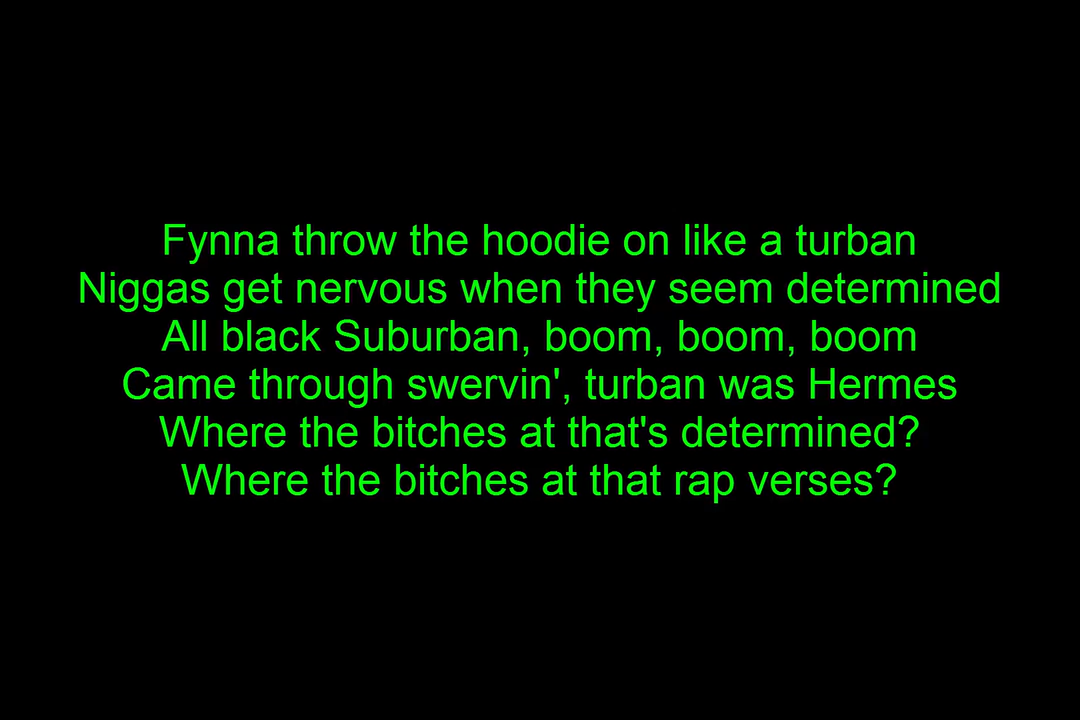 Fynna throw the hoodie on like a turban
Niggas get nervous when they seem determined
All black Suburban, boom, boom, boom
Came through swervin', turban was Hermes
Where the bitches at that's determined?
Where the bitches at that rap verses?